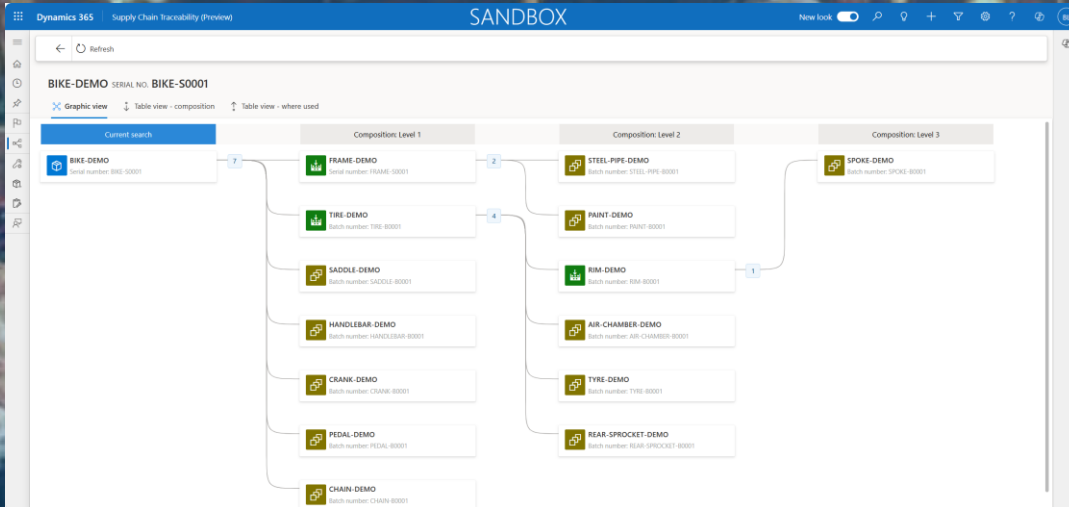 Dynamics 365 Supply Chain Traceability (Preview) SANDBOX New look
Refresh
BIKE-DEMO SERIAL NO. BIKE-S0001
Graphic view Table view - composition Table view - where used
Current search Composition: Level 1 Composition: Level 2 Composition: Level 3
BIKE-DEMO
Serial number: BIKE-S0001
7
FRAME-DEMO
Serial number: FRAME-S0001
2
STEEL-PIPE-DEMO
Batch number: STEEL-PIPE-B0001
SPOKE-DEMO
Batch number: SPOKE-B0001
TIRE-DEMO
Batch number: TIRE-B0001
4
PAINT-DEMO
Batch number: PAINT-B0001
SADDLE-DEMO
Batch number: SADDLE-B0001
RIM-DEMO
Batch number: RIM-B0001
1
HANDLEBAR-DEMO
Batch number: HANDLEBAR-B0001
AIR-CHAMBER-DEMO
Batch number: AIR-CHAMBER-B0001
CRANK-DEMO
Batch number: CRANK-B0001
TYRE-DEMO
Batch number: TYRE-B0001
PEDAL-DEMO
Batch number: PEDAL-B0001
REAR-SPROCKET-DEMO
Batch number: REAR-SPROCKET-B0001
CHAIN-DEMO
Batch number: CHAIN-B0001